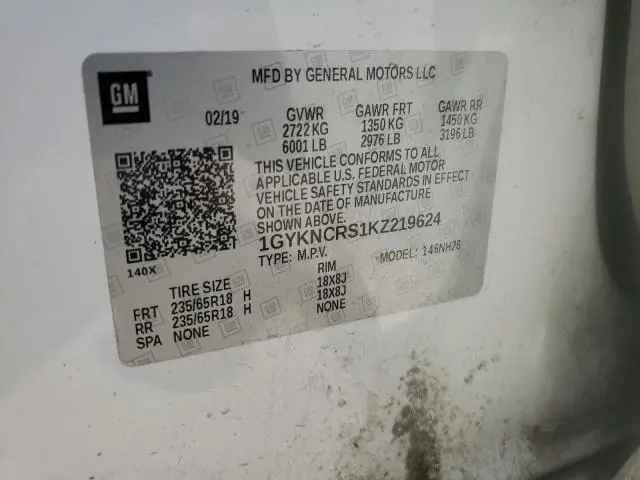 GM
MFD BY GENERAL MOTORS LLC
02/19 GVWR GAWR FRT GAWR RR
2722 KG 1350 KG 1450 KG
6001 LB 2976 LB 3196 LB
THIS VEHICLE CONFORMS TO ALL
APPLICABLE U.S. FEDERAL MOTOR
VEHICLE SAFETY STANDARDS IN EFFECT
ON THE DATE OF MANUFACTURE
SHOWN ABOVE.
1GYKNCRS1KZ219624
TYPE: M.P.V. MODEL: 146NH26
140X
TIRE SIZE RIM
FRT 235/65R18 H 18X8J
RR 235/65R18 H 18X8J
SPA NONE NONE